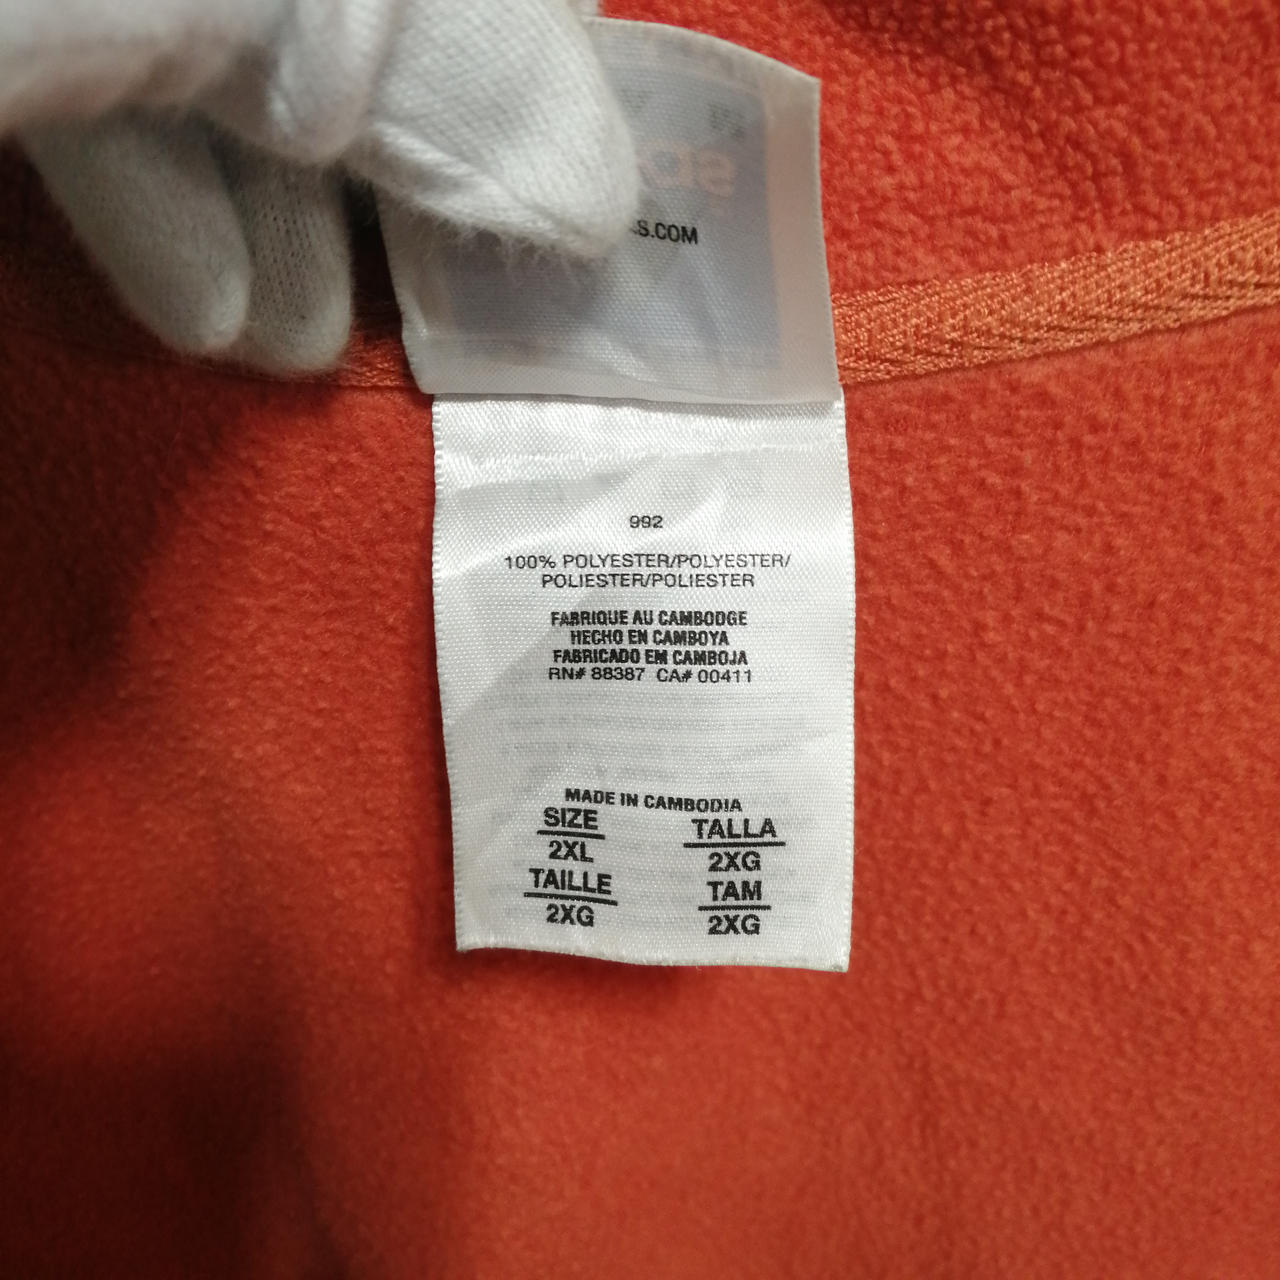 S.COM
992
100% POLYESTER/POLYESTER/
POLIESTER/POLIESTER
FABRIQUE AU CAMBODGE
HECHO EN CAMBOYA
FABRICADO EM CAMBOJA
RN# 88387 CA# 00411
MADE IN CAMBODIA
SIZE TALLA
2XL 2XG
TAILLE TAM
2XG 2XG